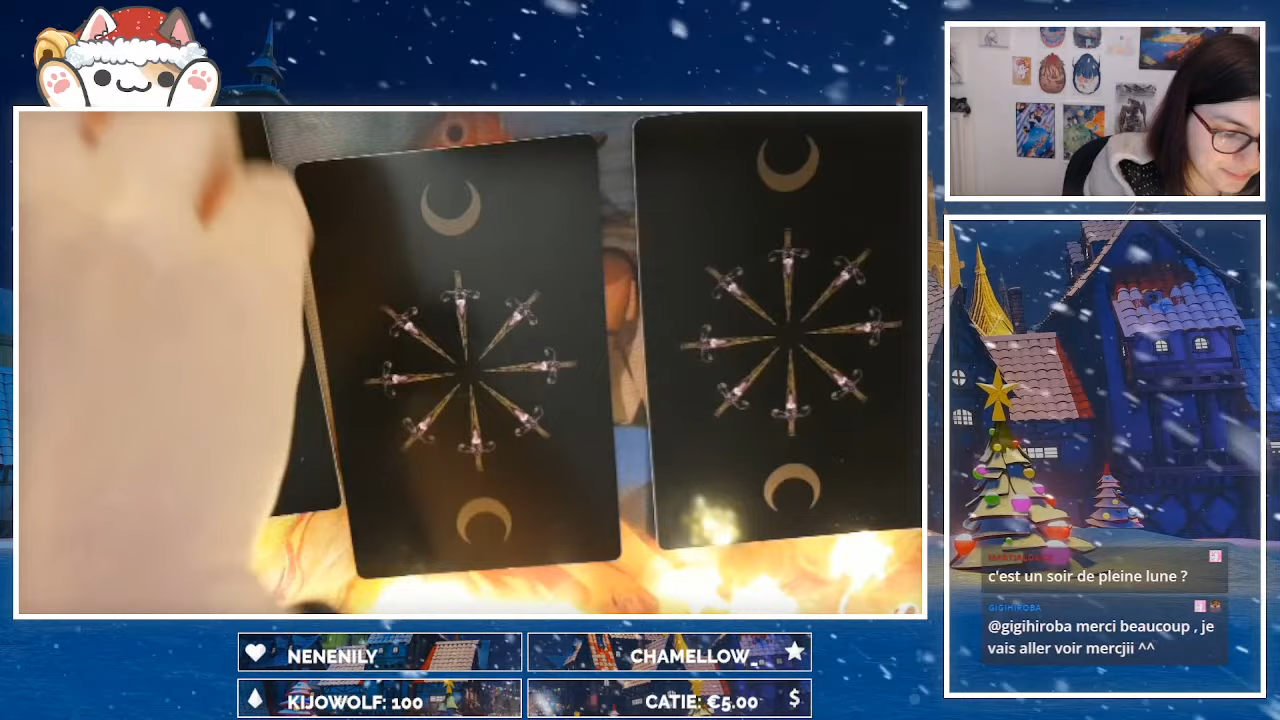 c'est un soir de pleine lune ?
GIGIHIROBA
@gigihiroba merci beaucoup , je
vais aller voir mercjii ^^
NENENILY
CHAMELLOW_
KIJOWOLF: 100
CATIE: €5.00 $